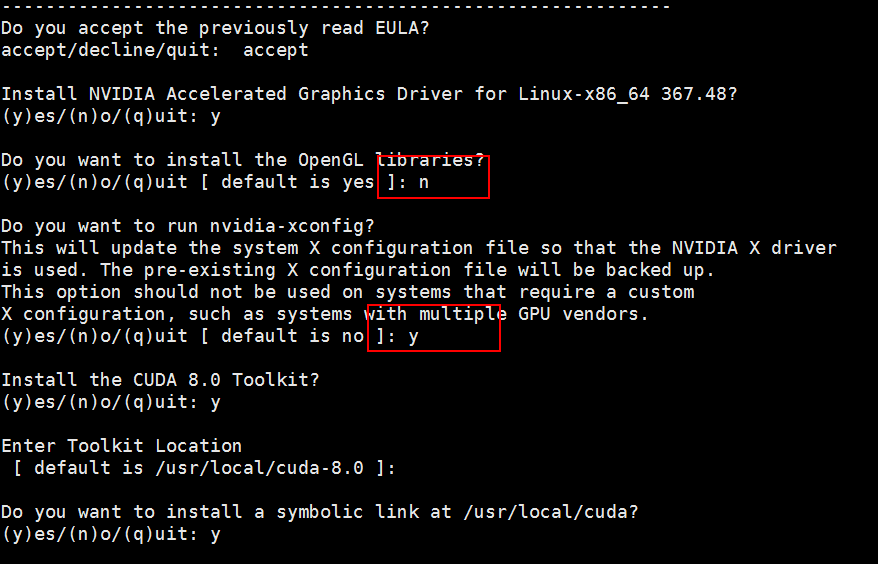 -------------------------------------------------------------
Do you accept the previously read EULA?
accept/decline/quit:  accept
Install NVIDIA Accelerated Graphics Driver for Linux-x86_64 367.48?
(y)es/(n)o/(q)uit: y
Do you want to install the OpenGL libraries?
(y)es/(n)o/(q)uit [ default is yes ]: n
Do you want to run nvidia-xconfig?
This will update the system X configuration file so that the NVIDIA X driver
is used. The pre-existing X configuration file will be backed up.
This option should not be used on systems that require a custom
X configuration, such as systems with multiple GPU vendors.
(y)es/(n)o/(q)uit [ default is no ]: y
Install the CUDA 8.0 Toolkit?
(y)es/(n)o/(q)uit: y
Enter Toolkit Location
 [ default is /usr/local/cuda-8.0 ]:
Do you want to install a symbolic link at /usr/local/cuda?
(y)es/(n)o/(q)uit: y